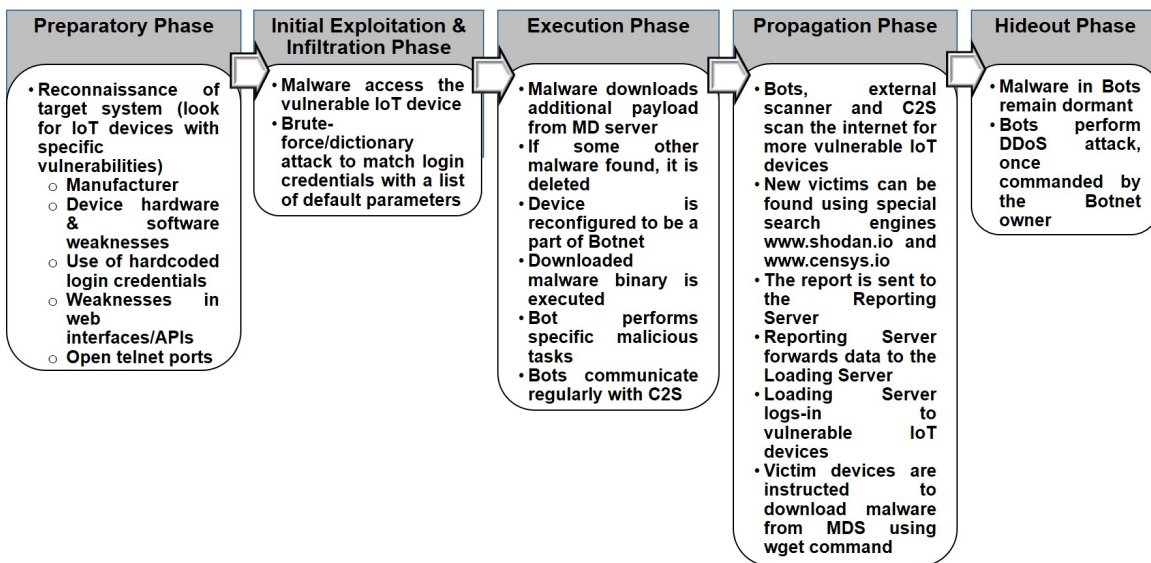 Preparatory Phase
• Reconnaissance of
target system (look
for IoT devices with
specific
vulnerabilities)
o Manufacturer
o Device hardware
& software
weaknesses
o Use of hardcoded
login credentials
o Weaknesses in
web
interfaces/APIs
o Open telnet ports
Initial Exploitation &
Infiltration Phase
• Malware access the
vulnerable IoT device
• Brute-
force/dictionary
attack to match login
credentials with a list
of default parameters
Execution Phase
• Malware downloads
additional payload
from MD server
• If some other
malware found, it is
deleted
• Device is
reconfigured to be a
part of Botnet
• Downloaded
malware binary is
executed
• Bot performs
specific malicious
tasks
• Bots communicate
regularly with C2S
Propagation Phase
• Bots, external
scanner and C2S
scan the internet for
more vulnerable IoT
devices
• New victims can be
found using special
search engines
www.shodan.io and
www.censys.io
• The report is sent to
the Reporting
Server
• Reporting Server
forwards data to the
Loading Server
• Loading Server
logs-in to
vulnerable IoT
devices
• Victim devices are
instructed to
download malware
from MDS using
wget command
Hideout Phase
• Malware in Bots
remain dormant
• Bots perform
DDoS attack,
once
commanded by
the Botnet
owner